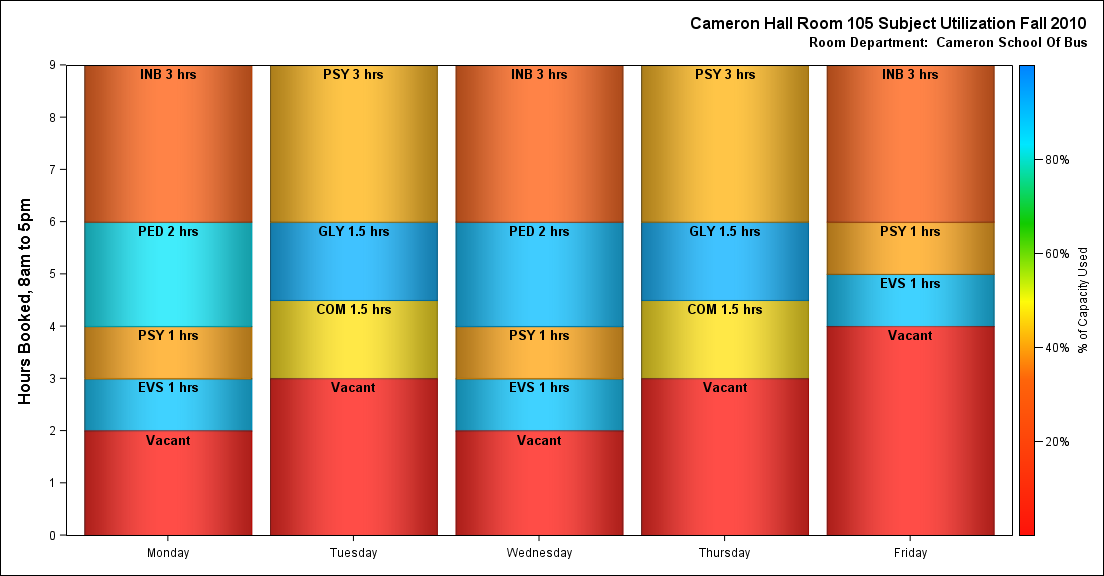 Cameron Hall Room 105 Subject Utilization Fall 2010
Room Department: Cameron School Of Bus
Hours Booked, 8am to 5pm
9
8
7
6
5
4
3
2
1
0
INB 3 hrs
PED 2 hrs
PSY 1 hrs
EVS 1 hrs
Vacant
Monday
PSY 3 hrs
GLY 1.5 hrs
COM 1.5 hrs
Vacant
Tuesday
INB 3 hrs
PED 2 hrs
PSY 1 hrs
EVS 1 hrs
Vacant
Wednesday
PSY 3 hrs
GLY 1.5 hrs
COM 1.5 hrs
Vacant
Thursday
INB 3 hrs
PSY 1 hrs
EVS 1 hrs
Vacant
Friday
80%
60%
40%
20%
% of Capacity Used